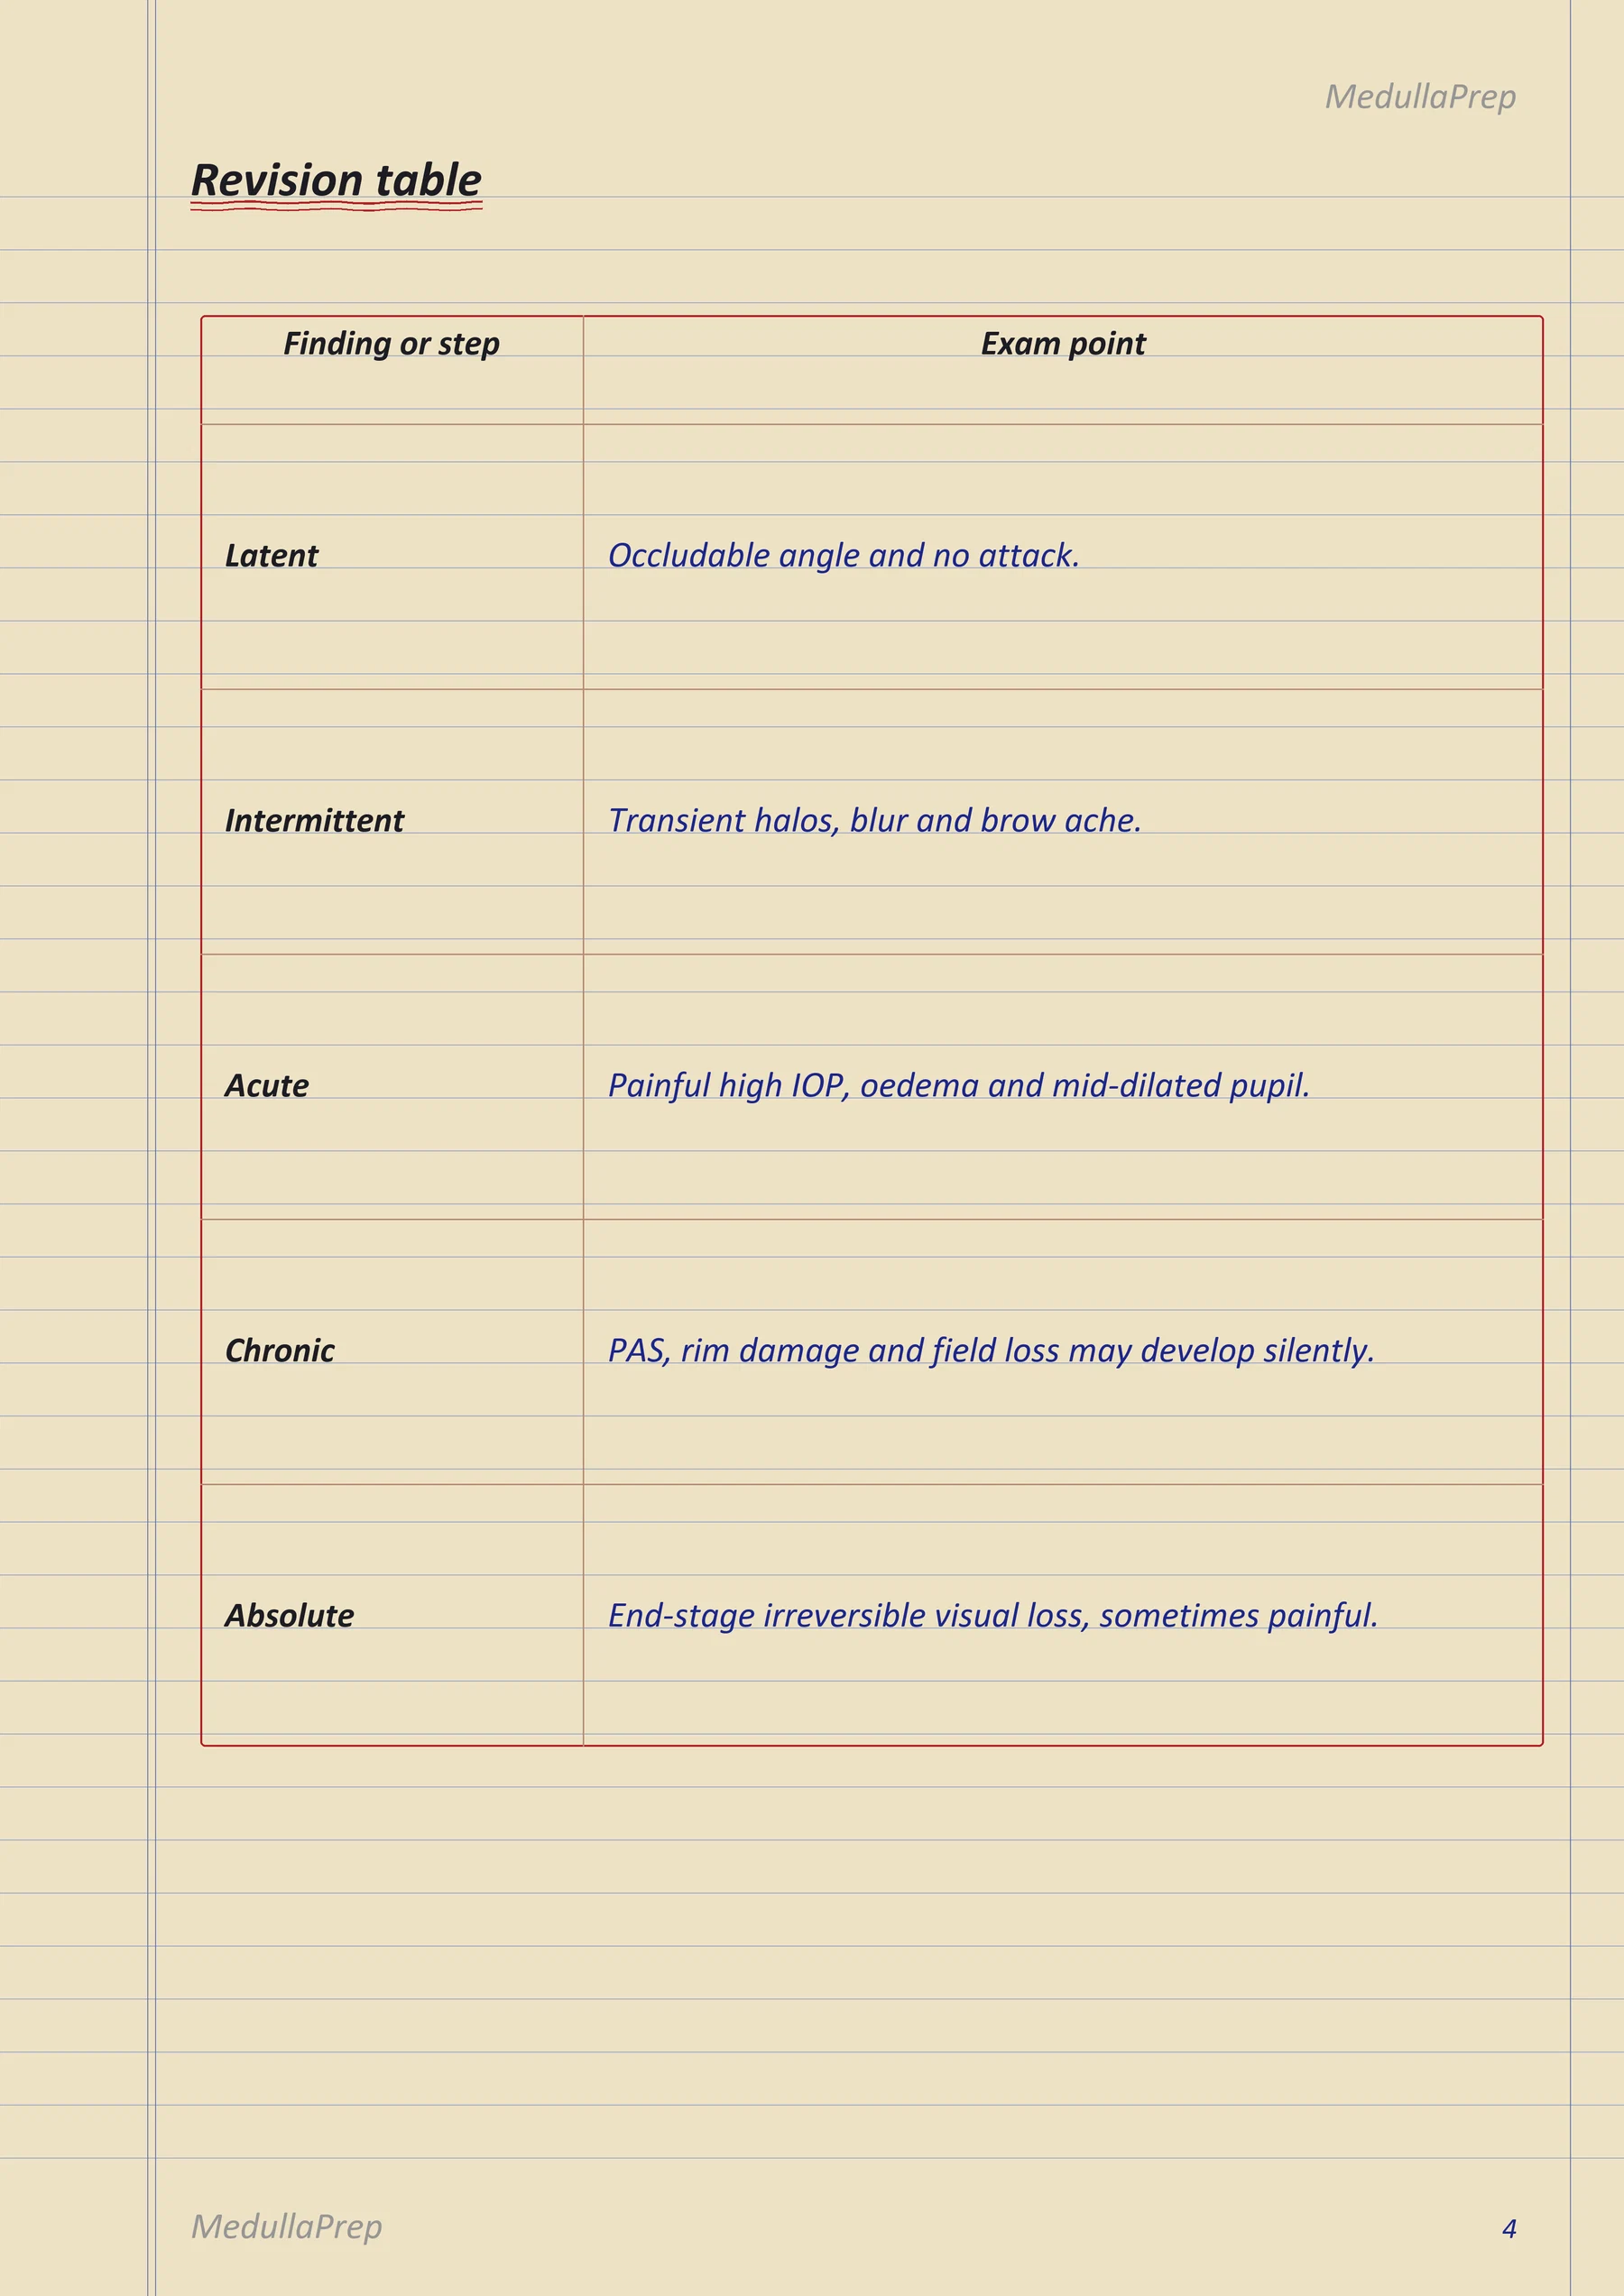 MedullaPrep
Revision table
Finding or step Exam point
Latent Occludable angle and no attack.
Intermittent Transient halos, blur and brow ache.
Acute Painful high IOP, oedema and mid-dilated pupil.
Chronic PAS, rim damage and field loss may develop silently.
Absolute End-stage irreversible visual loss, sometimes painful.
MedullaPrep 4